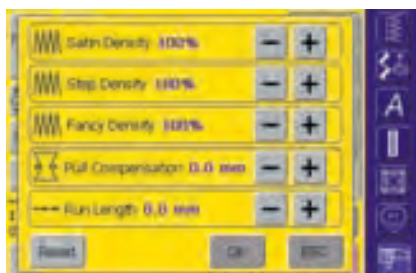 Satin Density 100%
Step Density 100%
Fancy Density 100%
Pull Compensation 0.0 mm
Run Length 0.0 mm
Reset OK ESC
A